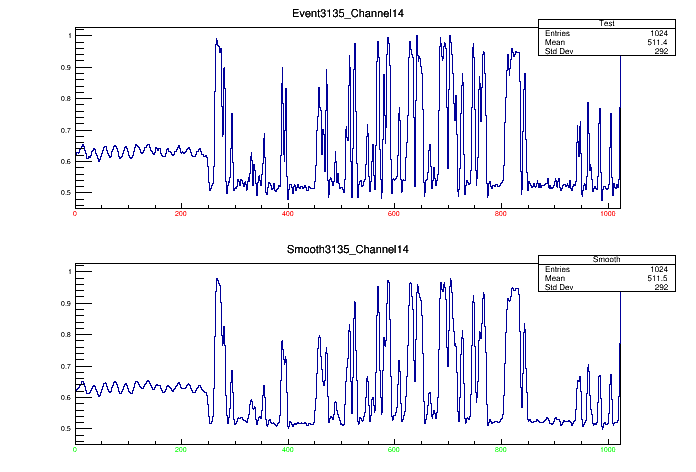 Event3135_Channel14
Test
Entries 1024
Mean 511.4
Std Dev 292
1
0.9
0.8
0.7
0.6
0.5
0 200 400 600 800 1000
Smooth3135_Channel14
Smooth
Entries 1024
Mean 511.5
Std Dev 292
1
0.9
0.8
0.7
0.6
0.5
0 200 400 600 800 1000